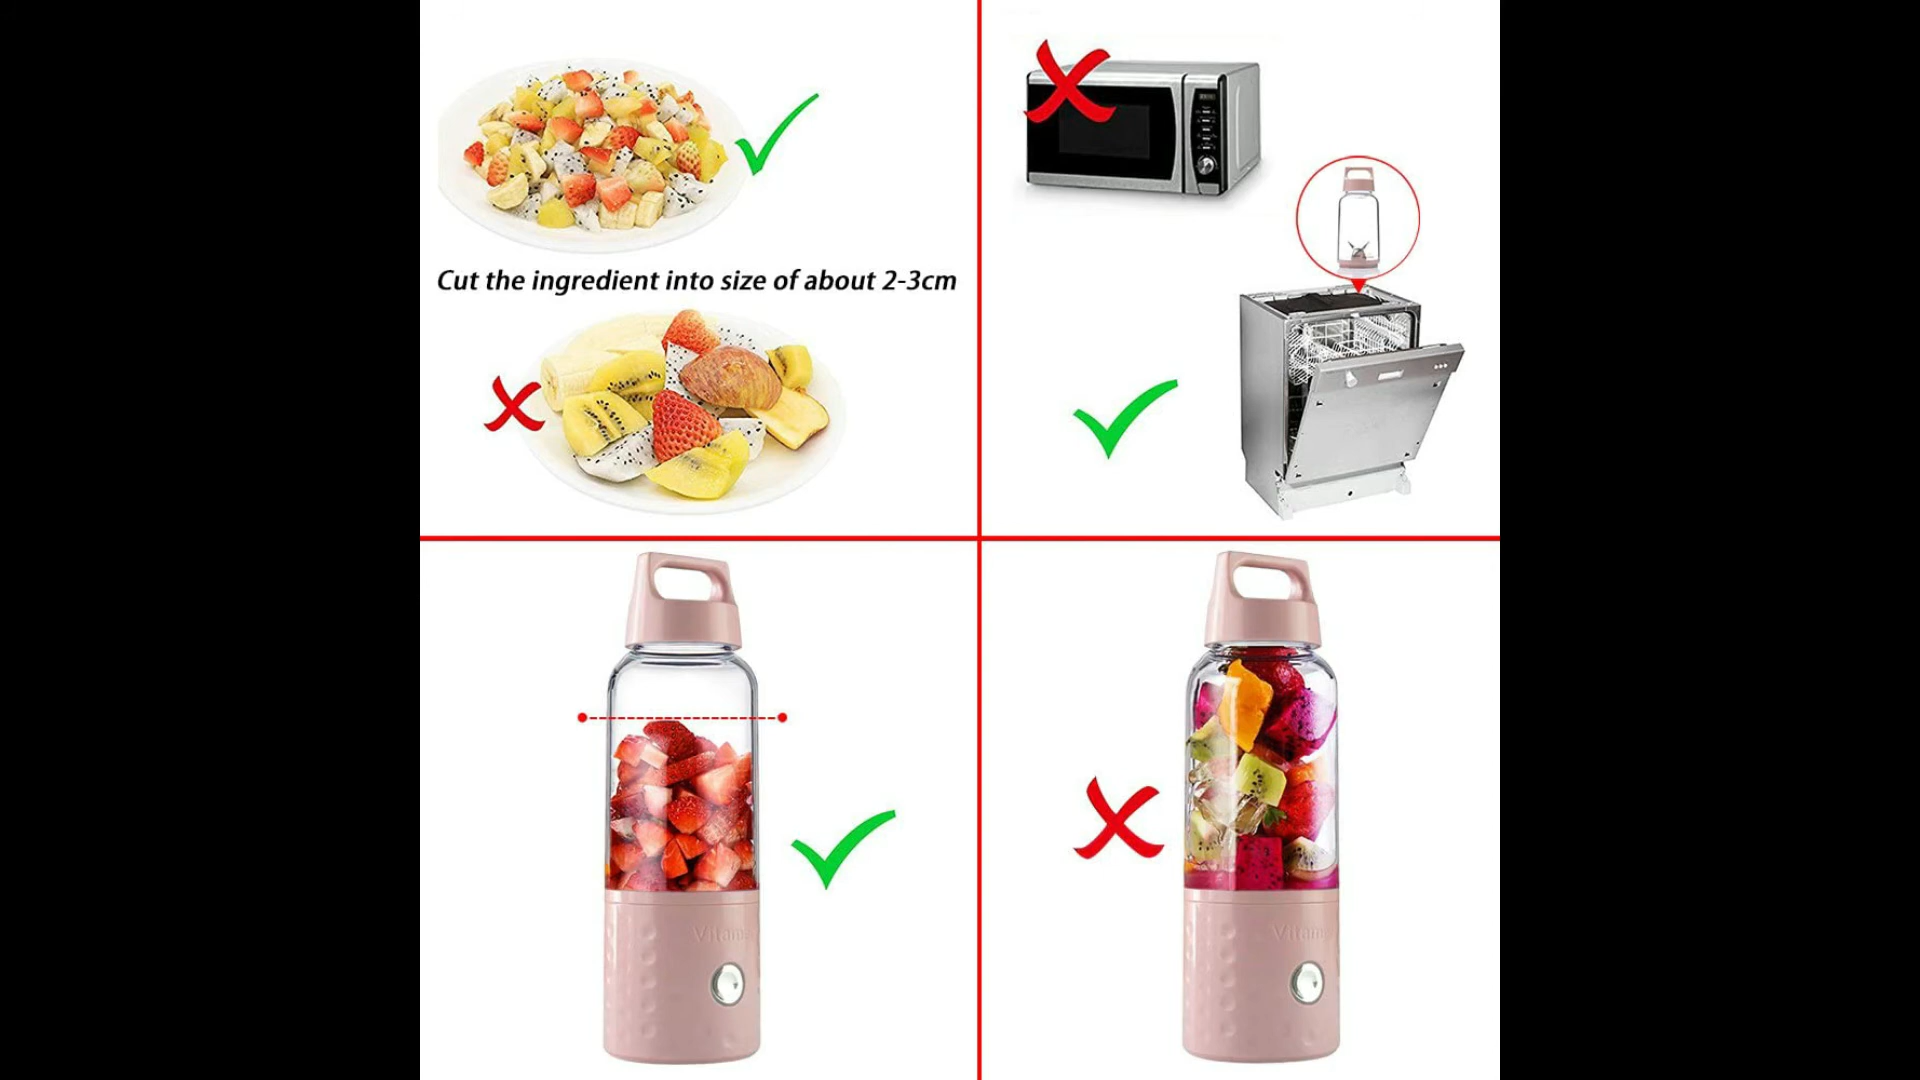 Cut the ingredient into size of about 2-3cm